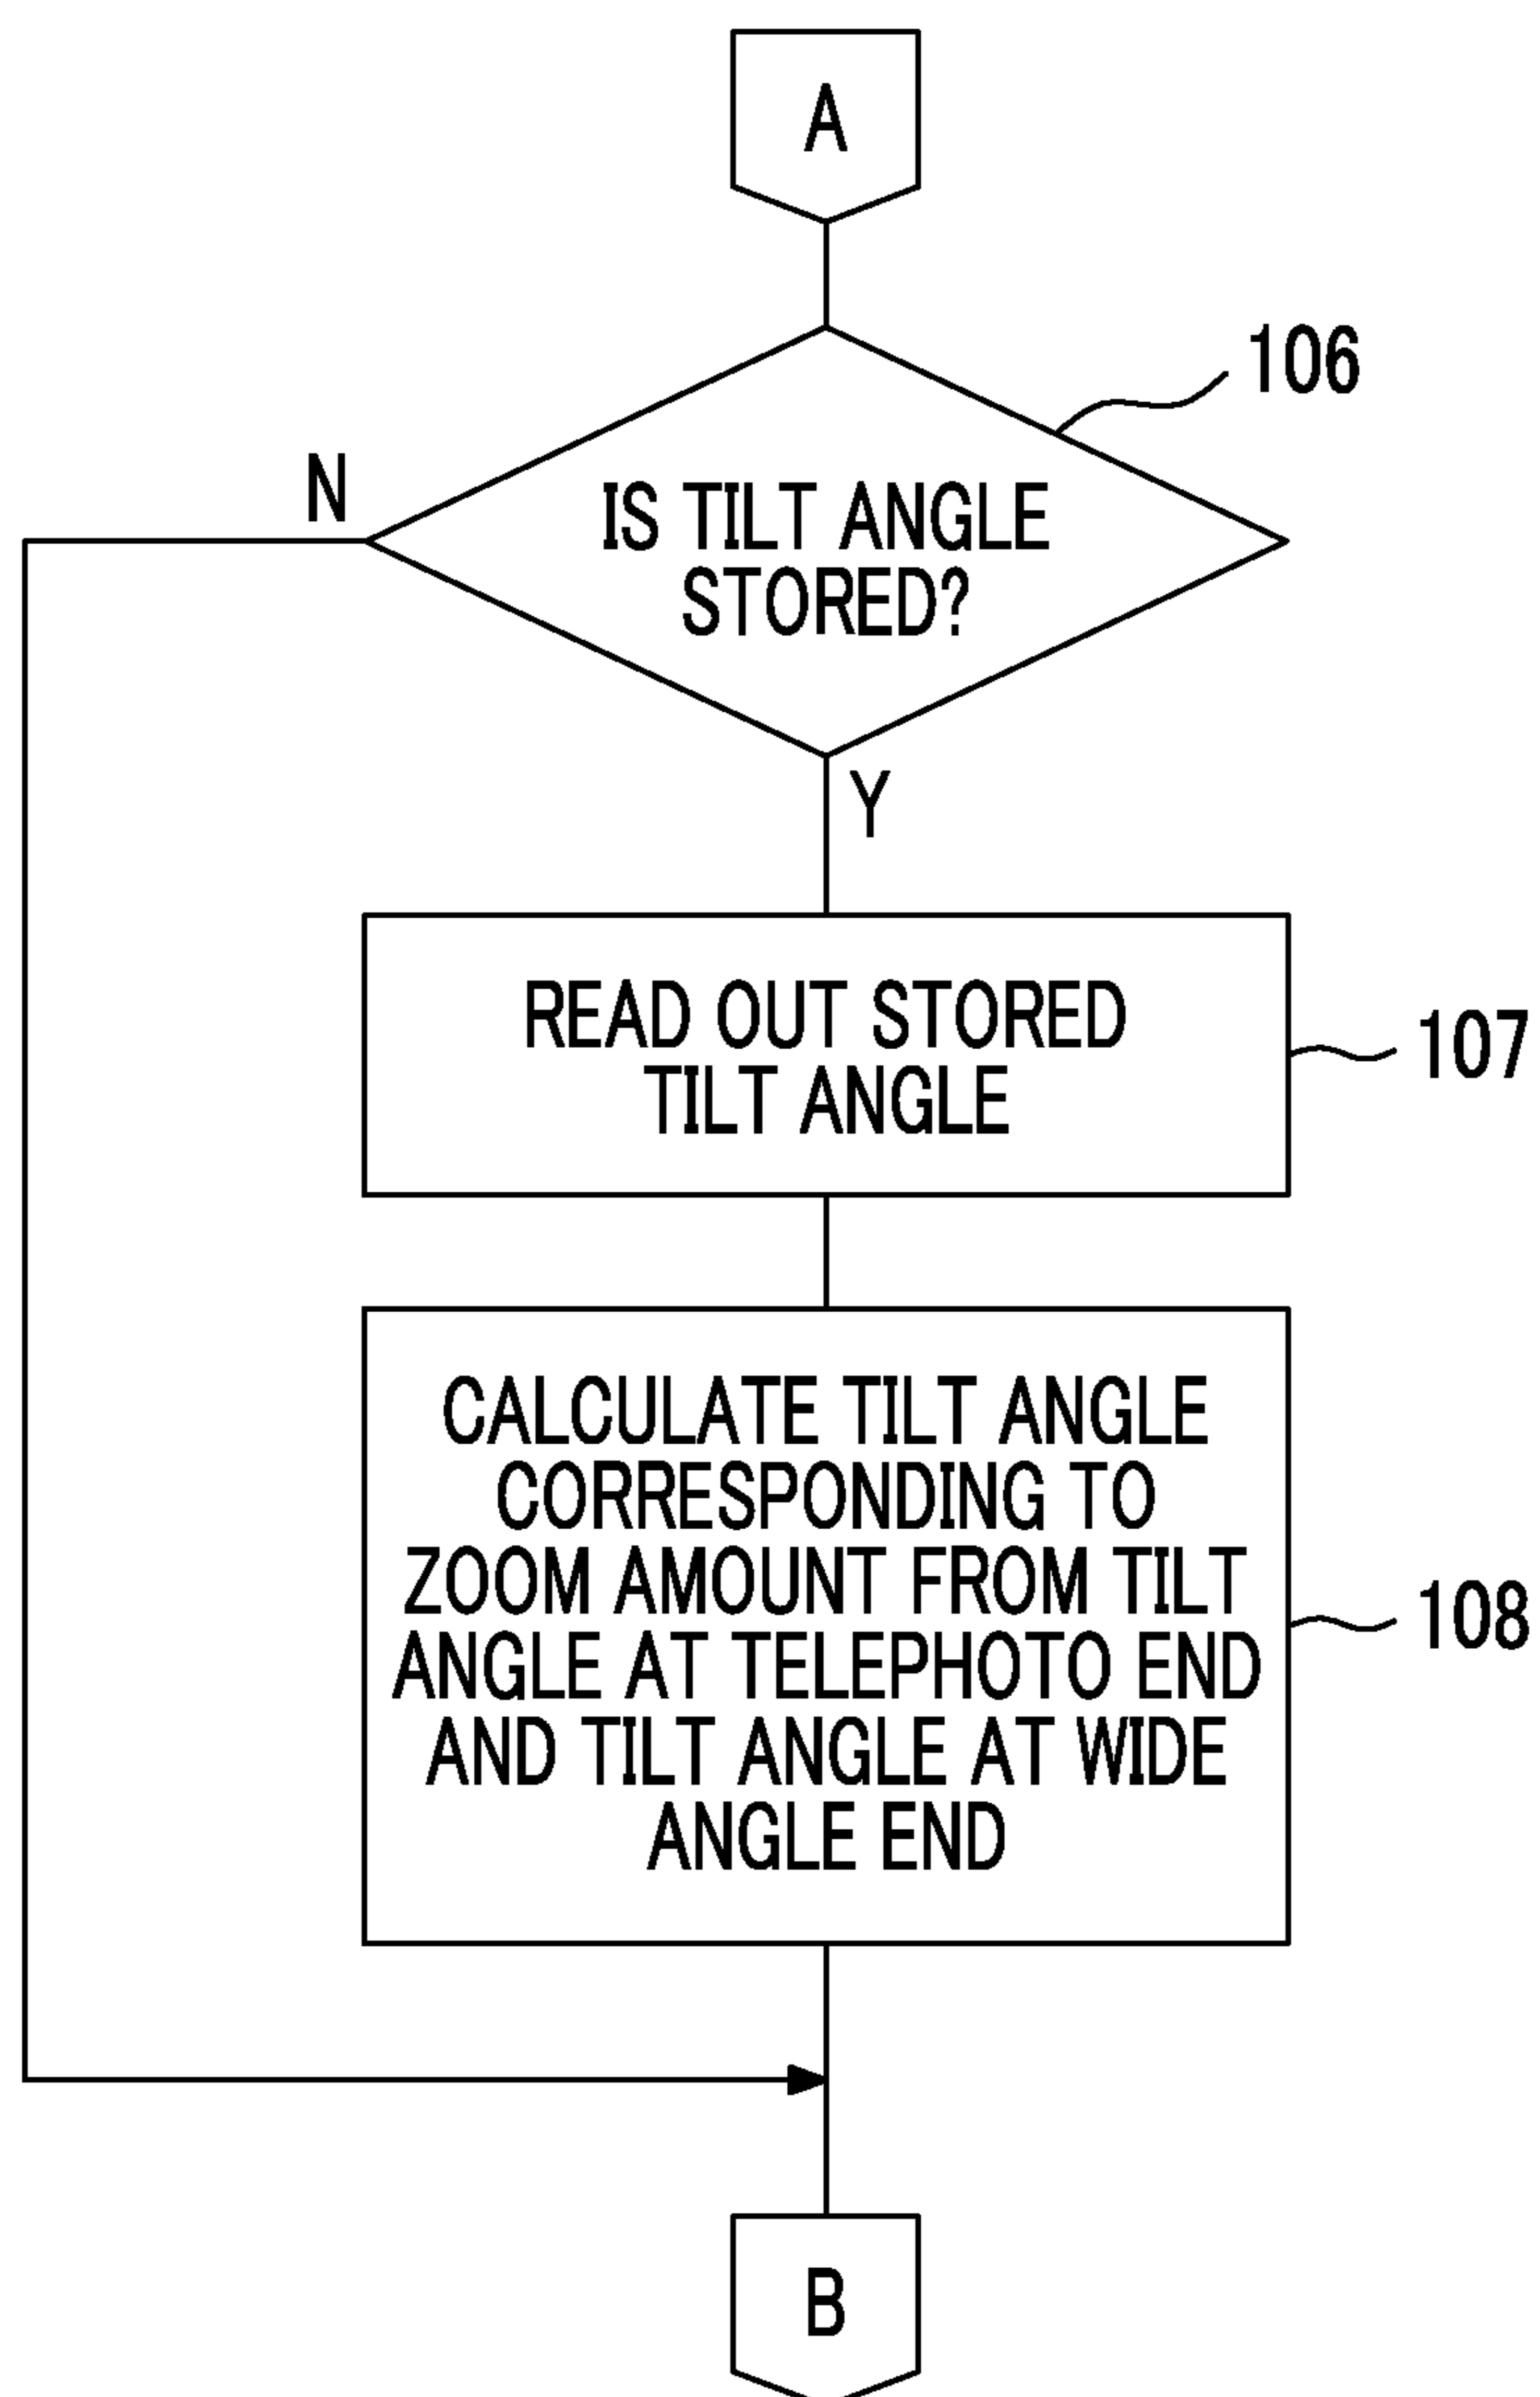 A
106
N
IS TILT ANGLE
STORED?
Y
READ OUT STORED
TILT ANGLE
107
CALCULATE TILT ANGLE
CORRESPONDING TO
ZOOM AMOUNT FROM TILT
ANGLE AT TELEPHOTO END
AND TILT ANGLE AT WIDE
ANGLE END
108
B